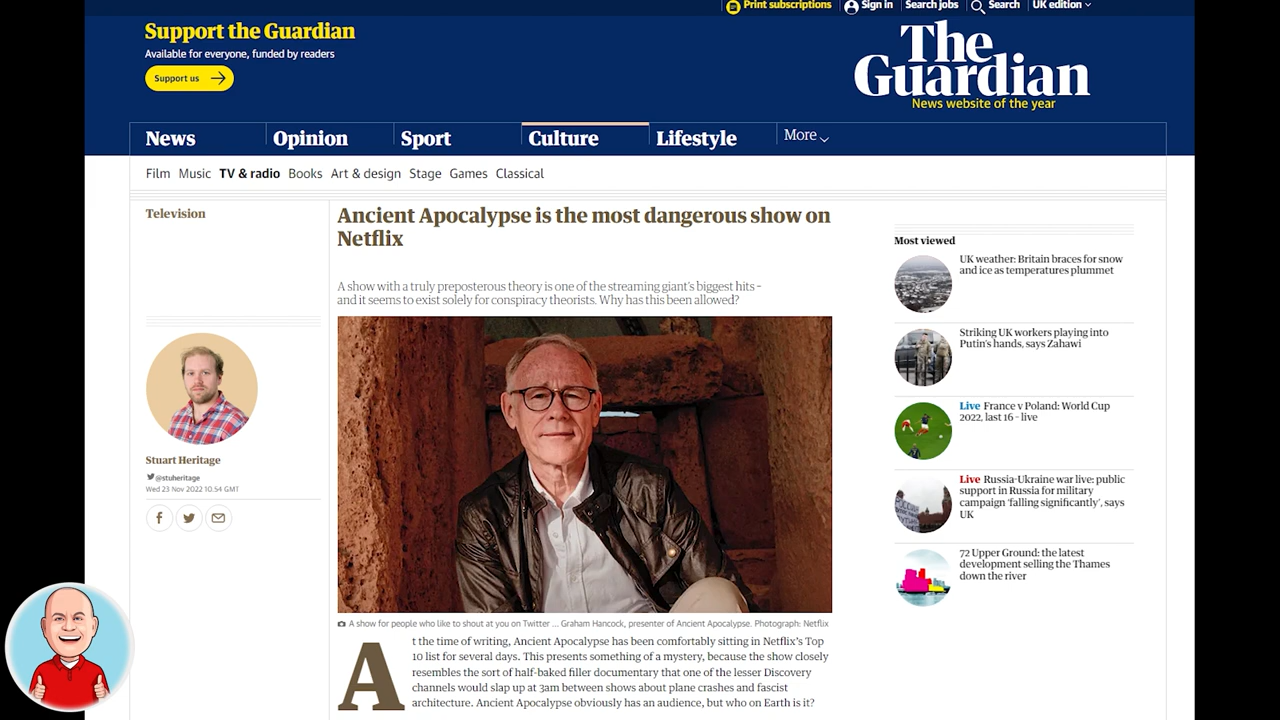 Print subscriptions
Sign in
Search jobs
Search
UK edition
Support the Guardian
Available for everyone, funded by readers
Support us
The
Guardian
News website of the year
News
Opinion
Sport
Culture
Lifestyle
More
Film
Music
TV & radio
Books
Art & design
Stage
Games
Classical
Television
Ancient Apocalypse is the most dangerous show on
Netflix
A show with a truly preposterous theory is one of the streaming giant's biggest hits –
and it seems to exist solely for conspiracy theorists. Why has this been allowed?
Stuart Heritage
@stuheritage
Wed 23 Nov 2022 10.54 GMT
A show for people who like to shout at you on Twitter ... Graham Hancock, presenter of Ancient Apocalypse. Photograph: Netflix
At the time of writing, Ancient Apocalypse has been comfortably sitting in Netflix's Top
10 list for several days. This presents something of a mystery, because the show closely
resembles the sort of half-baked filler documentary that one of the lesser Discovery
channels would slap up at 3am between shows about plane crashes and fascist
architecture. Ancient Apocalypse obviously has an audience, but who on Earth is it?
Most viewed
UK weather: Britain braces for snow
and ice as temperatures plummet
Striking UK workers playing into
Putin's hands, says Zahawi
Live France v Poland: World Cup
2022, last 16 – live
Live Russia-Ukraine war live: public
support in Russia for military
campaign 'falling significantly', says
UK
72 Upper Ground: the latest
development selling the Thames
down the river